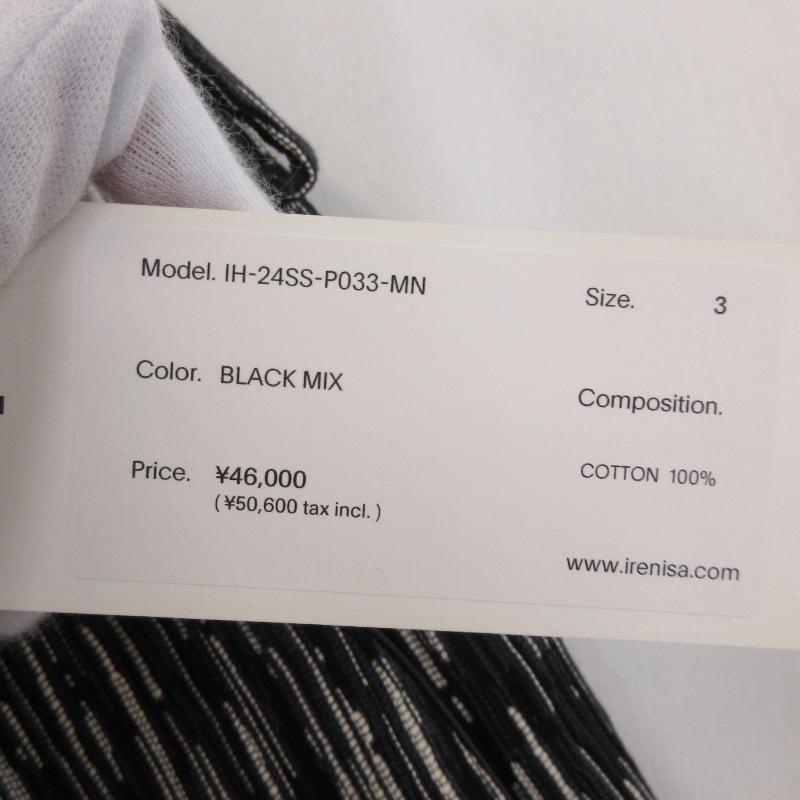 Model. IH-24SS-P033-MN
Size. 3
Color. BLACK MIX
Composition.
Price. ¥46,000
(¥50,600 tax incl.)
COTTON 100%
www.irenisa.com